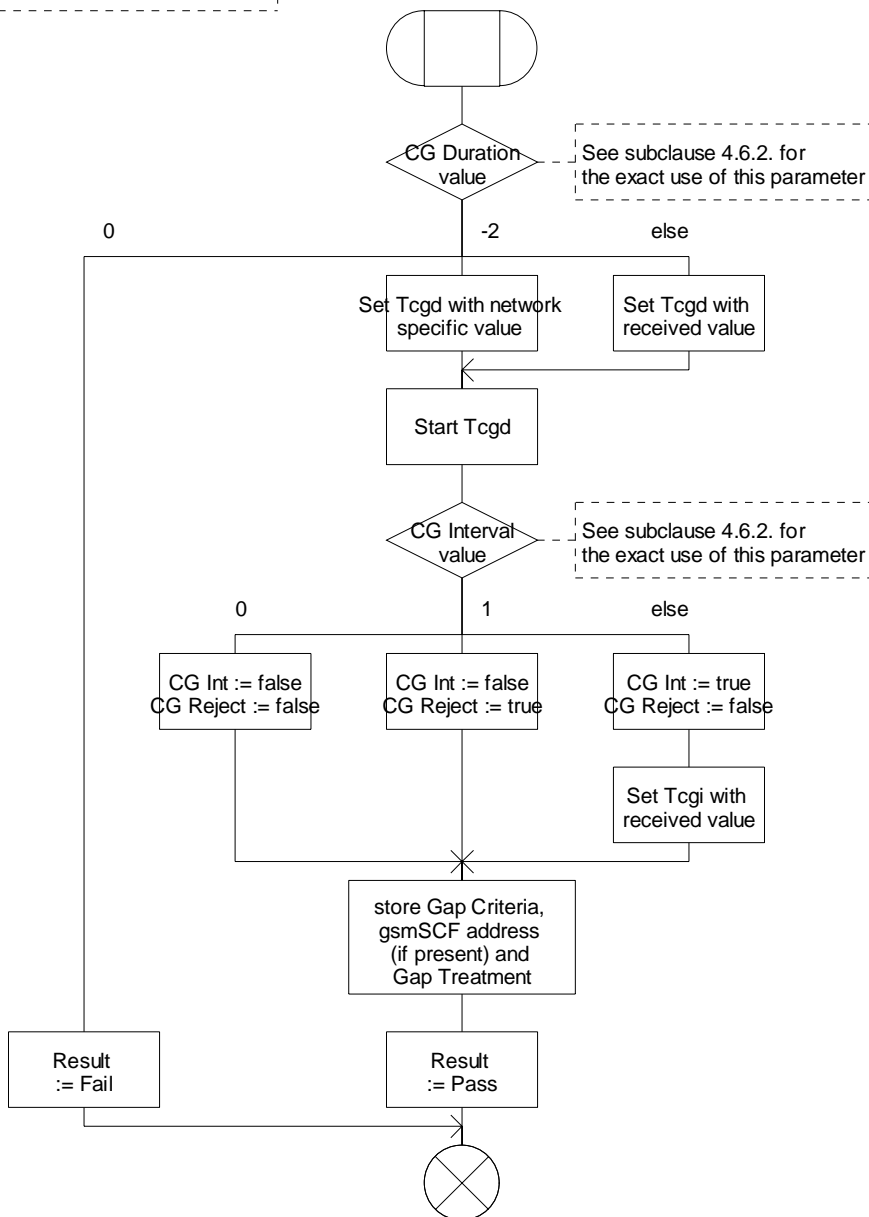 CG Duration
value
See subclause 4.6.2. for
the exact use of this parameter
0
-2
else
Set Tcgd with network
specific value
Set Tcgd with
received value
Start Tcgd
CG Interval
value
See subclause 4.6.2. for
the exact use of this parameter
0
1
else
CG Int := false
CG Reject := false
CG Int := false
CG Reject := true
CG Int := true
CG Reject := false
Set Tcgi with
received value
store Gap Criteria,
gsmSCF address
(if present) and
Gap Treatment
Result
:= Fail
Result
:= Pass